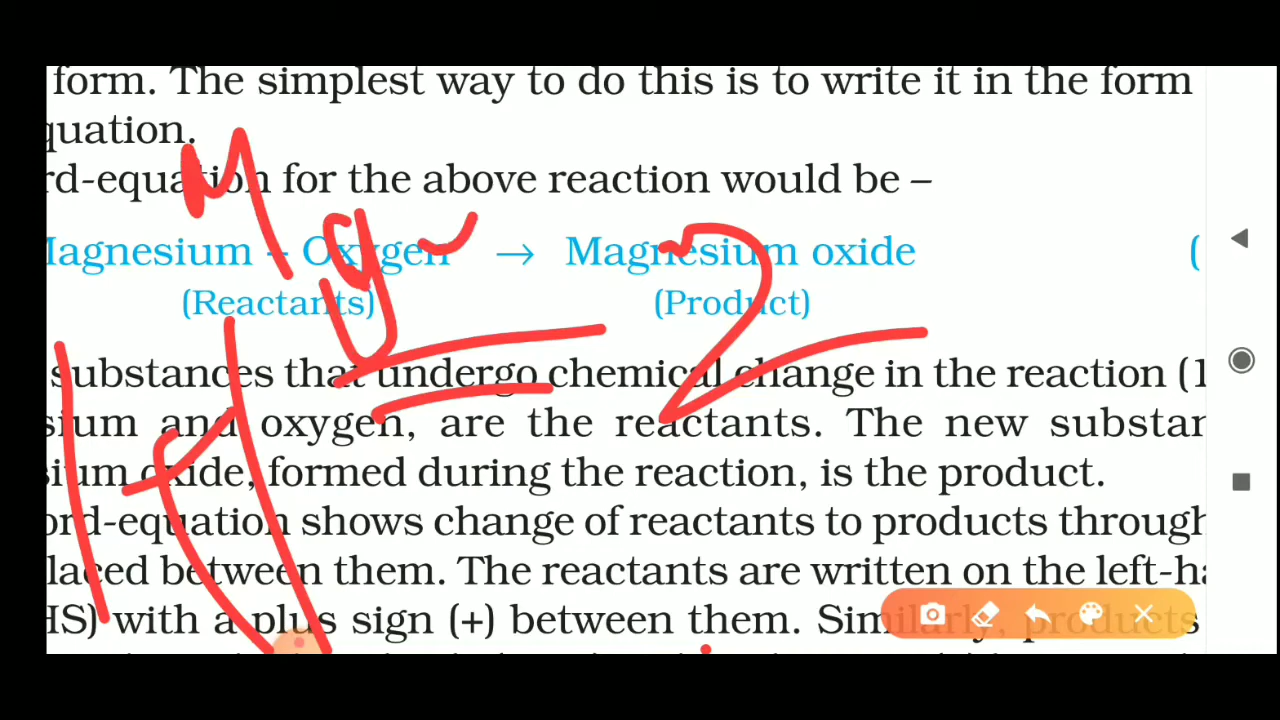 form. The simplest way to do this is to write it in the form
quation.
rd-equation for the above reaction would be –
Magnesium + Oxygen → Magnesium oxide (
(Reactants) (Product)
substances that undergo chemical change in the reaction (1
sium and oxygen, are the reactants. The new substan
sium oxide, formed during the reaction, is the product.
ord-equation shows change of reactants to products through
laced between them. The reactants are written on the left-ha
HS) with a plus sign (+) between them. Similarly, products
Mg
2